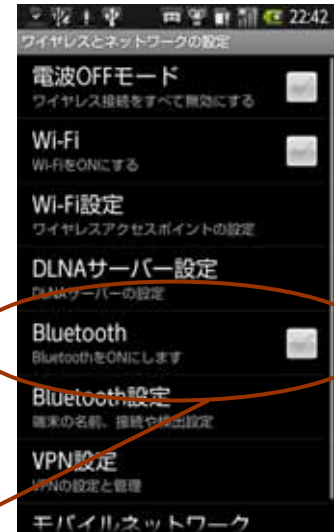 22:42
ワイヤレスとネットワークの設定
電波OFFモード
ワイヤレス接続をすべて無効にする
Wi-Fi
Wi-FiをONにする
Wi-Fi設定
ワイヤレスアクセスポイントの設定
DLNAサーバー設定
DLNAサーバーの設定
Bluetooth
BluetoothをONにします
Bluetooth設定
端末の名前、接続や検出設定
VPN設定
VPNの設定と管理
モバイルネットワーク